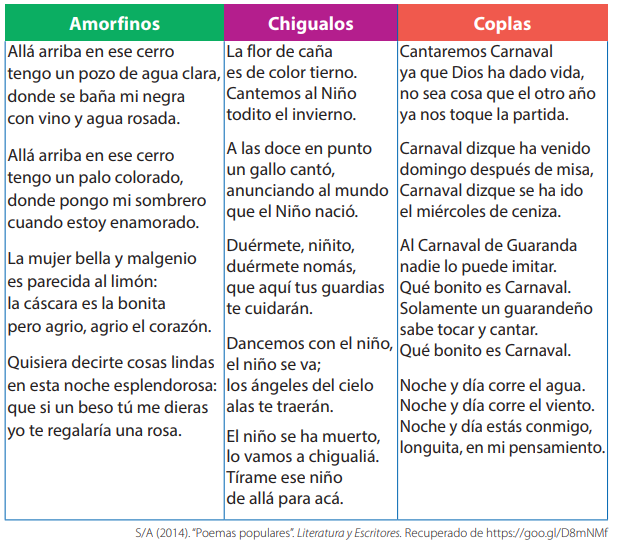 Amorfinos
Allá arriba en ese cerro
tengo un pozo de agua clara,
donde se baña mi negra
con vino y agua rosada.
Allá arriba en ese cerro
tengo un palo colorado,
donde pongo mi sombrero
cuando estoy enamorado.
La mujer bella y malgenio
es parecida al limón:
la cáscara es la bonita
pero agrio, agrio el corazón.
Quisiera decirte cosas lindas
en esta noche esplendorosa:
que si un beso tú me dieras
yo te regalaría una rosa.
Chigualos
La flor de caña
es de color tierno.
Cantemos al Niño
todito el invierno.
A las doce en punto
un gallo cantó,
anunciando al mundo
que el Niño nació.
Duérmete, niñito,
duérmete nomás,
que aquí tus guardias
te cuidarán.
Dancemos con el niño,
el niño se va;
los ángeles del cielo
alas te traerán.
El niño se ha muerto,
lo vamos a chigualiá.
Tírame ese niño
de allá para acá.
Coplas
Cantaremos Carnaval
ya que Dios ha dado vida,
no sea cosa que el otro año
ya nos toque la partida.
Carnaval dizque ha venido
domingo después de misa,
Carnaval dizque se ha ido
el miércoles de ceniza.
Al Carnaval de Guaranda
nadie lo puede imitar.
Qué bonito es Carnaval.
Solamente un guarandeño
sabe tocar y cantar.
Qué bonito es Carnaval.
Noche y día corre el agua.
Noche y día corre el viento.
Noche y día estás conmigo,
longuita, en mi pensamiento.
S/A (2014). "Poemas populares". Literatura y Escritores. Recuperado de https://goo.gl/D8mNMf